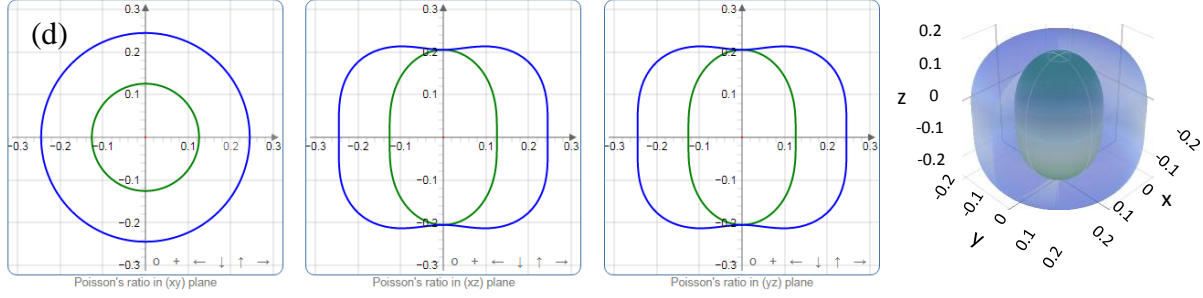 (d)
0.3
0.2
0.1
-0.3 -0.2 -0.1 0.1 0.2 0.3
-0.1
-0.2
-0.3
o + ← ↓ ↑ →
Poisson's ratio in (xy) plane
0.3
0.2
0.1
-0.3 -0.2 -0.1 0.1 0.2 0.3
-0.1
-0.2
-0.3
o + ← ↓ ↑ →
Poisson's ratio in (xz) plane
0.3
0.2
0.1
-0.3 -0.2 -0.1 0.1 0.2 0.3
-0.1
-0.2
-0.3
o + ← ↓ ↑ →
Poisson's ratio in (yz) plane
0.2
0.1
z 0
-0.1
-0.2
-0.2
-0.1
0
0.1
0.2
y
-0.2
-0.1
0
0.1
0.2
x